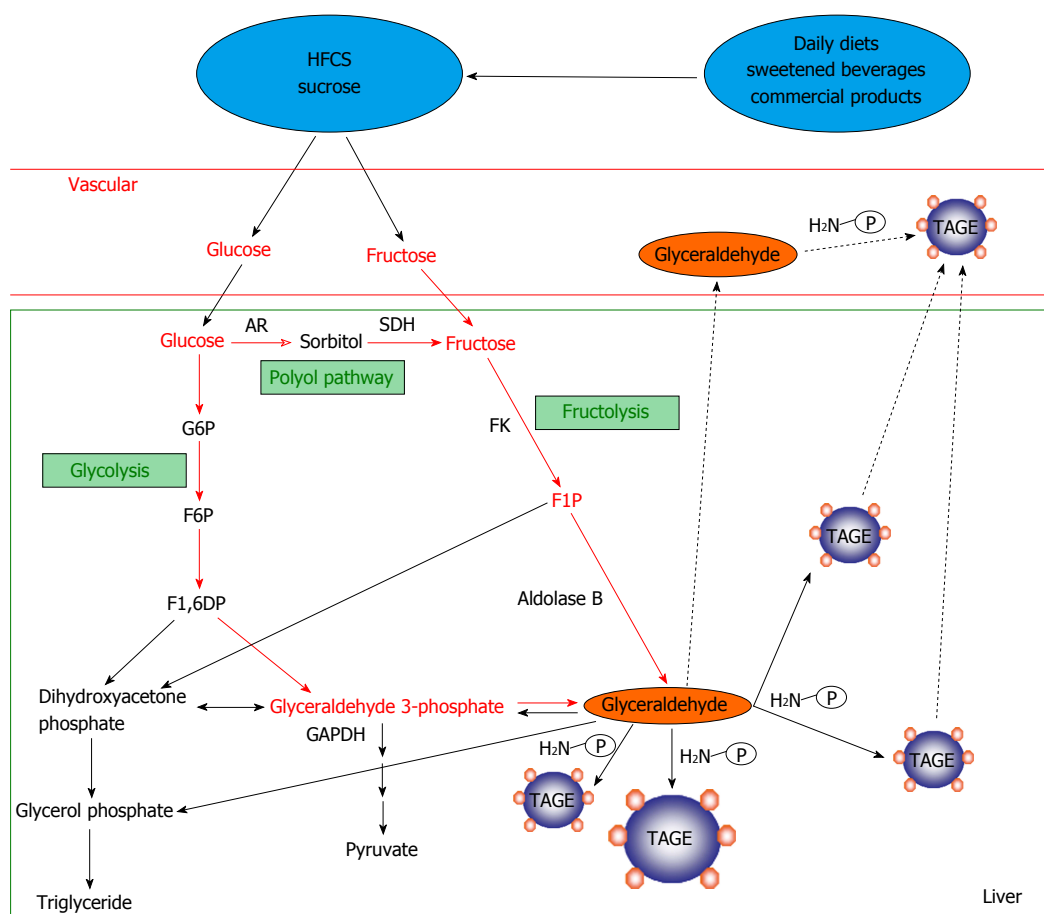 HFCS
sucrose
Daily diets
sweetened beverages
commercial products
Vascular
Glucose
Fructose
Glyceraldehyde
H₂N P
TAGE
Glucose
AR
Sorbitol
SDH
Fructose
Polyol pathway
Fructolysis
FK
G6P
Glycolysis
F1P
F6P
TAGE
F1,6DP
Aldolase B
Dihydroxyacetone
phosphate
Glyceraldehyde 3-phosphate
Glyceraldehyde
H₂N P
GAPDH
H₂N P
H₂N P
TAGE
Glycerol phosphate
TAGE
TAGE
Pyruvate
Triglyceride
Liver